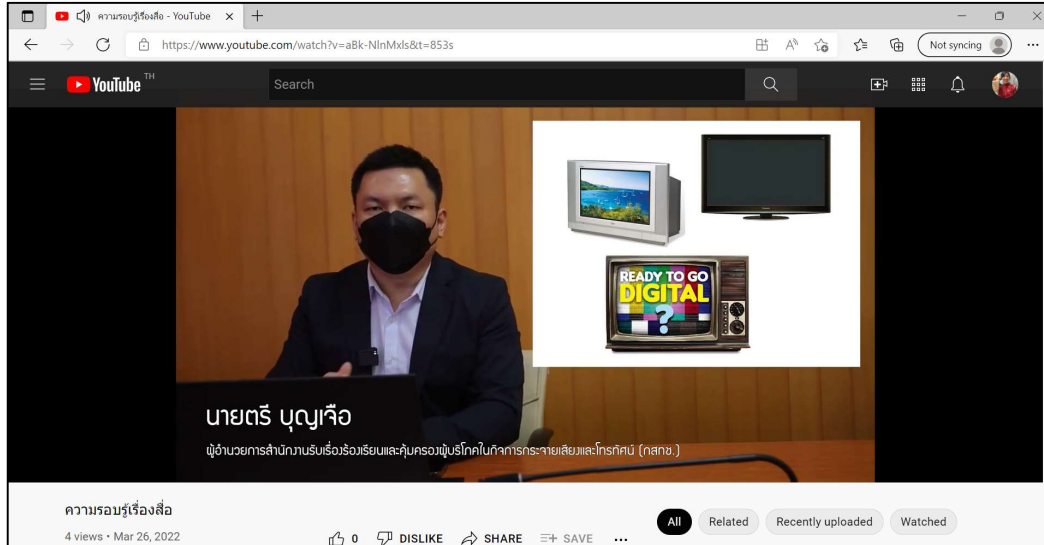 ความรอบรู้เรื่องสื่อ - YouTube
https://www.youtube.com/watch?v=aBk-NlnMxls&t=853s
Not syncing
YouTube TH
Search
READY TO GO
DIGITAL
?
นายตรี บุญเจือ
ผู้อำนวยการสำนักงานรับเรื่องร้องเรียนและคุ้มครองผู้บริโภคในกิจการกระจายเสียงและโทรทัศน์ (กสทช.)
ความรอบรู้เรื่องสื่อ
4 views • Mar 26, 2022
0 DISLIKE SHARE SAVE ...
All Related Recently uploaded Watched